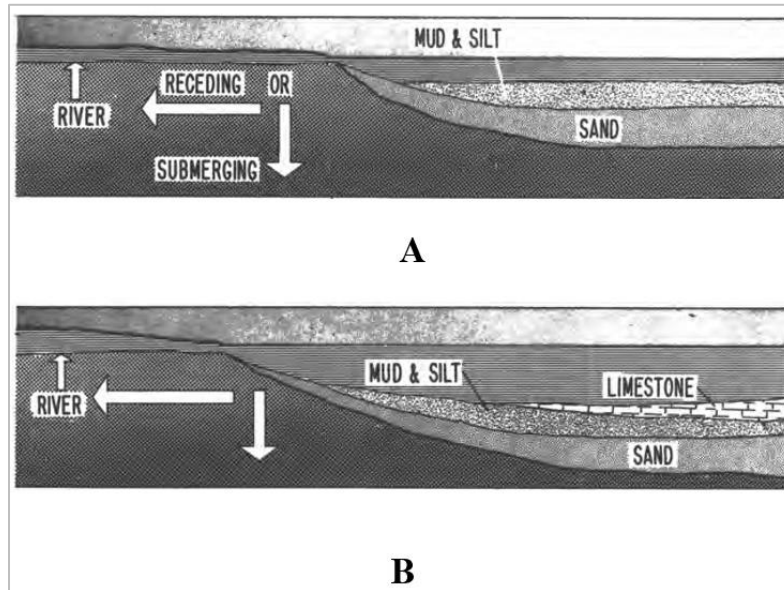 MUD & SILT
RECEDING OR
RIVER
SAND
SUBMERGING
A
MUD & SILT
LIMESTONE
RIVER
SAND
B